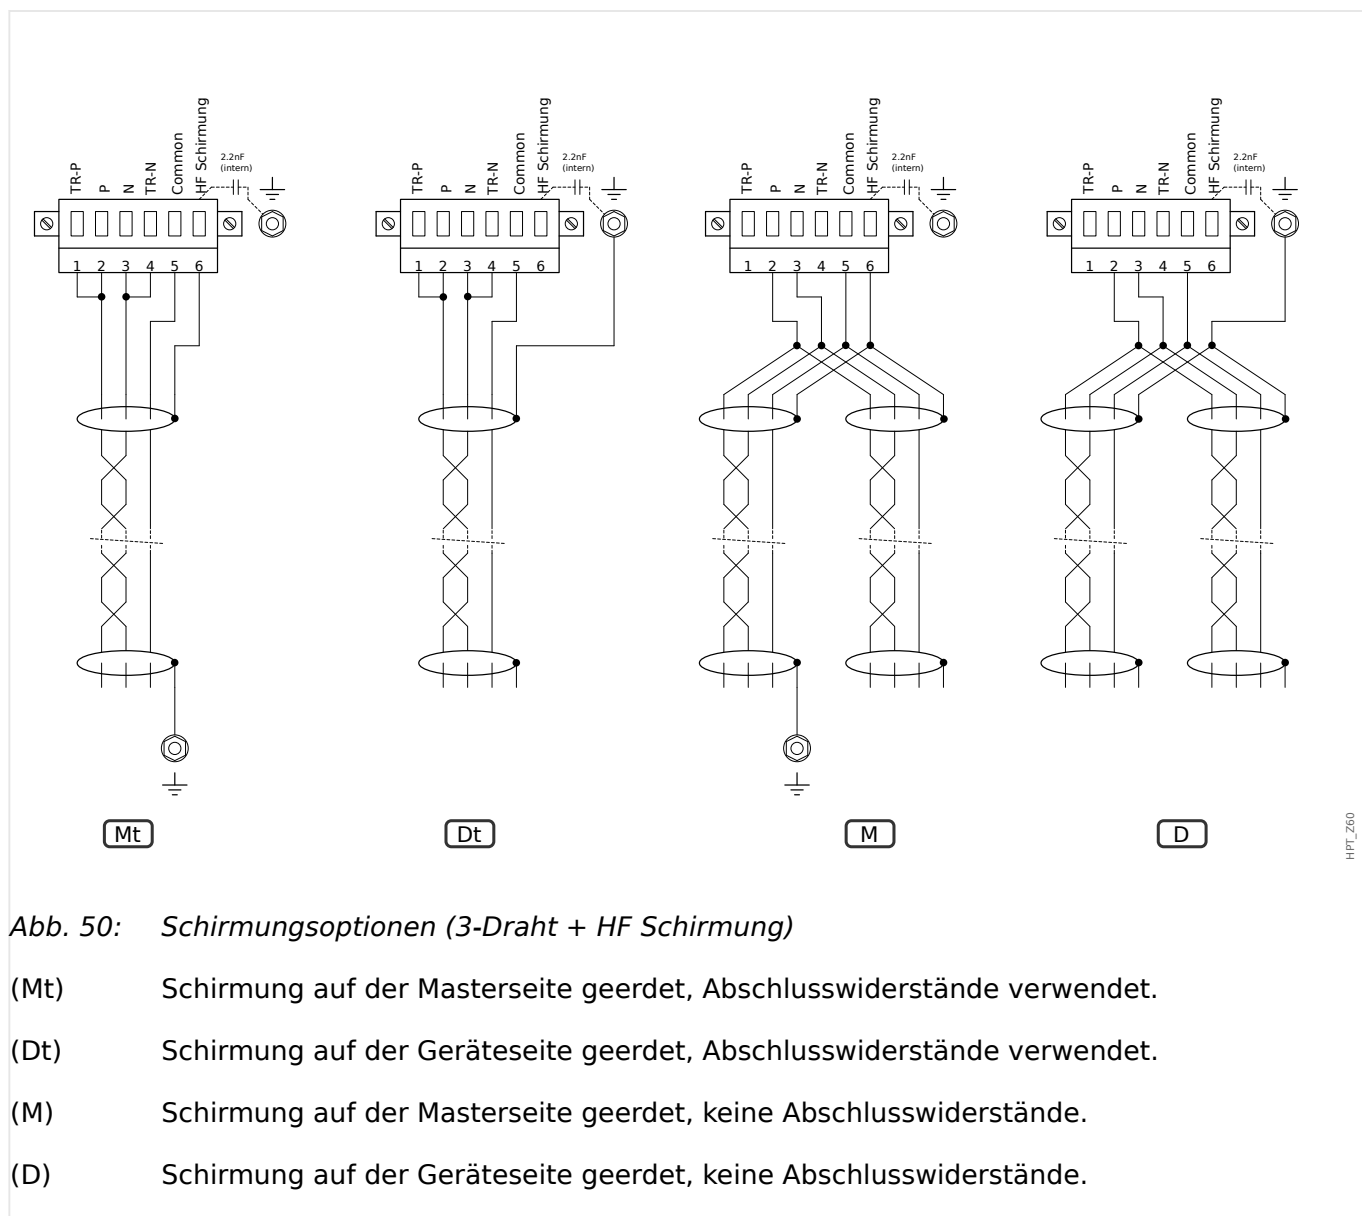 TR-P
P
N
TR-N
Common
HF Schirmung
2.2nF
(intern)
1 2 3 4 5 6
TR-P
P
N
TR-N
Common
HF Schirmung
2.2nF
(intern)
1 2 3 4 5 6
TR-P
P
N
TR-N
Common
HF Schirmung
2.2nF
(intern)
1 2 3 4 5 6
TR-P
P
N
TR-N
Common
HF Schirmung
2.2nF
(intern)
1 2 3 4 5 6
Mt
Dt
M
D
HPT_Z60
Abb. 50: Schirmungsoptionen (3-Draht + HF Schirmung)
(Mt) Schirmung auf der Masterseite geerdet, Abschlusswiderstände verwendet.
(Dt) Schirmung auf der Geräteseite geerdet, Abschlusswiderstände verwendet.
(M) Schirmung auf der Masterseite geerdet, keine Abschlusswiderstände.
(D) Schirmung auf der Geräteseite geerdet, keine Abschlusswiderstände.